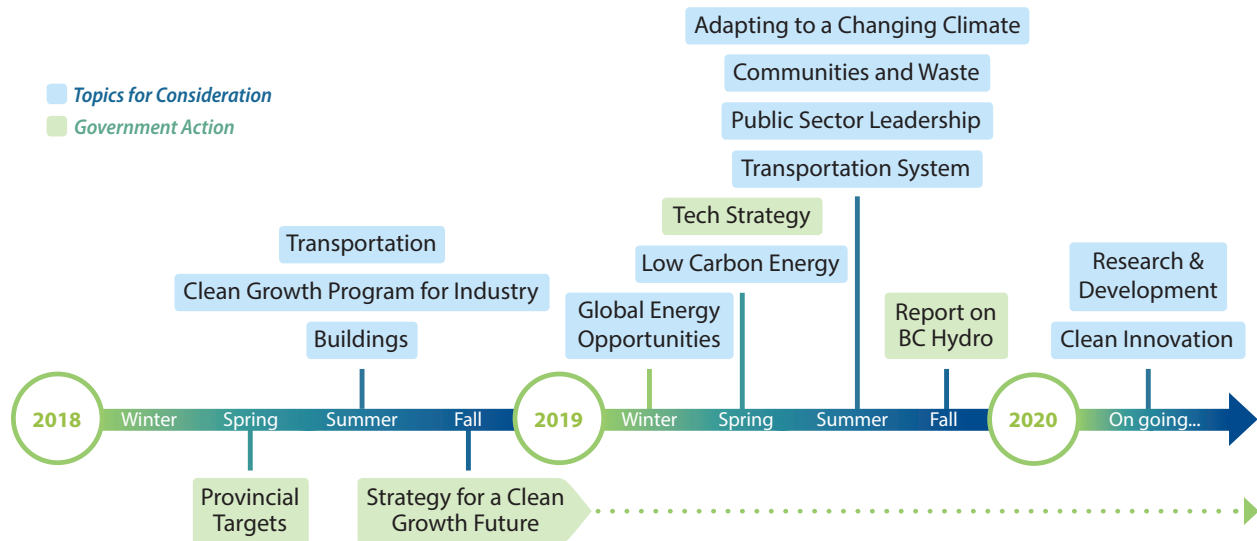 Adapting to a Changing Climate
Communities and Waste
Public Sector Leadership
Transportation System
Topics for Consideration
Government Action
Tech Strategy
Low Carbon Energy
Transportation
Clean Growth Program for Industry
Buildings
Global Energy
Opportunities
Report on
BC Hydro
Research &
Development
Clean Innovation
2018
Winter
Spring
Summer
Fall
2019
Winter
Spring
Summer
Fall
2020
On going...
Provincial
Targets
Strategy for a Clean
Growth Future